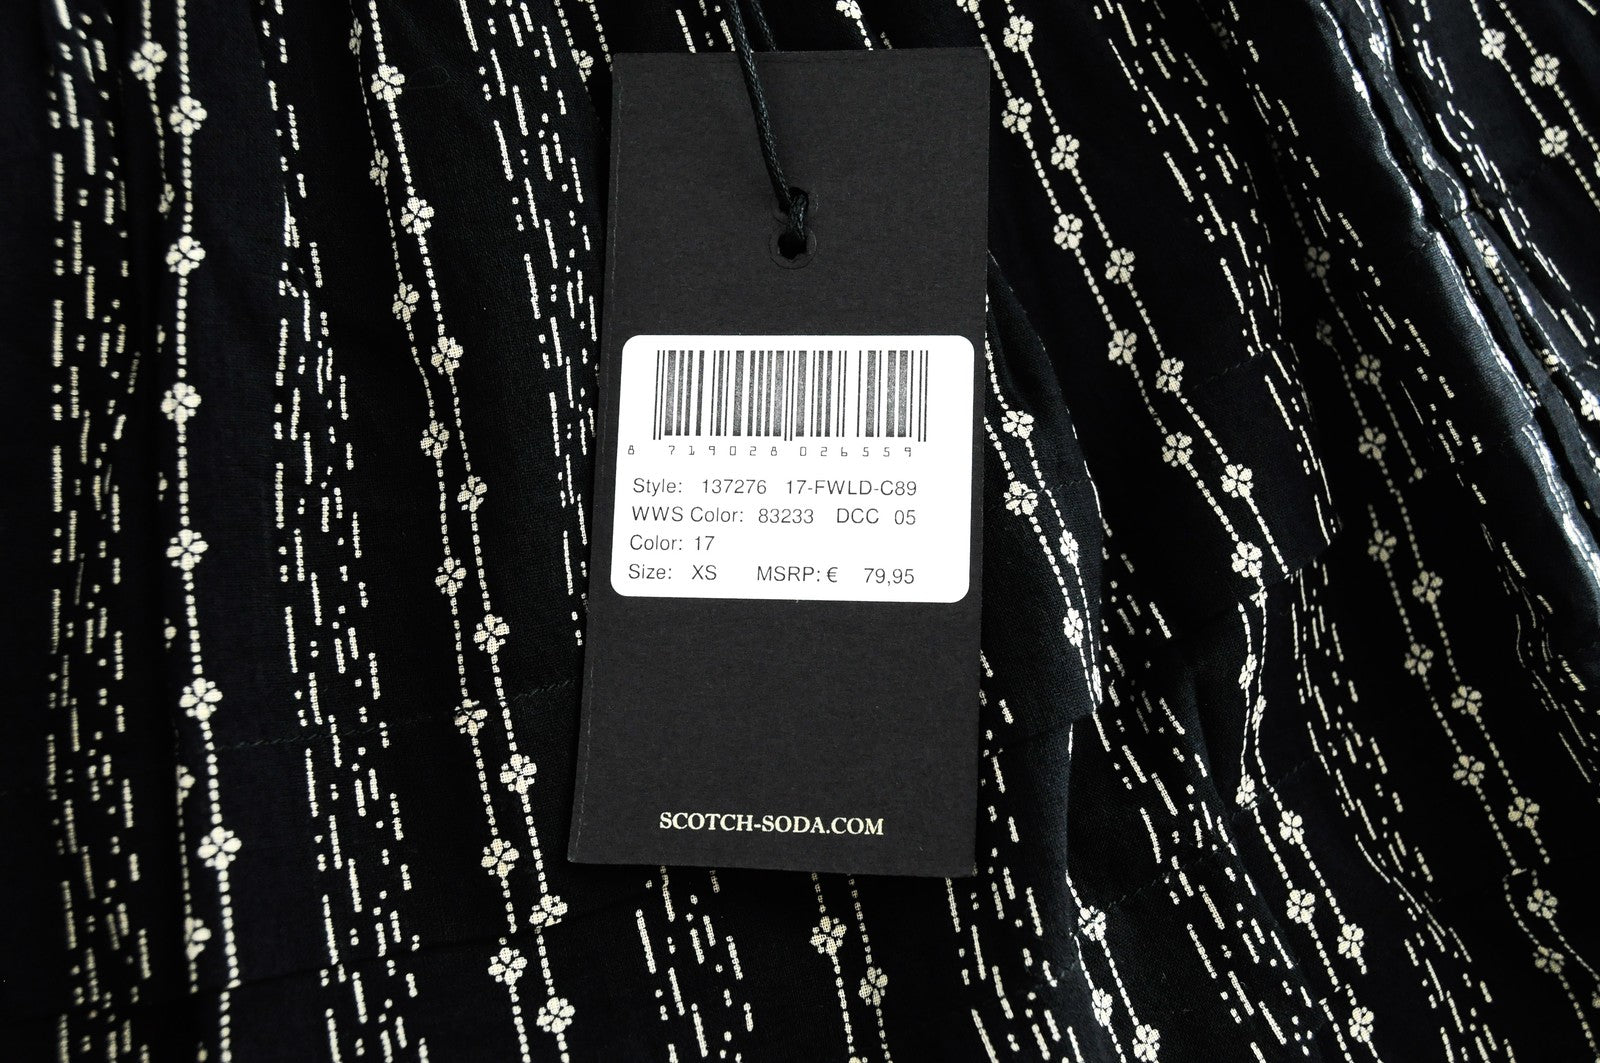 8 719028 026559
Style: 137276 17-FWLD-C89
WWS Color: 83233 DCC 05
Color: 17
Size: XS MSRP: € 79,95
SCOTCH-SODA.COM